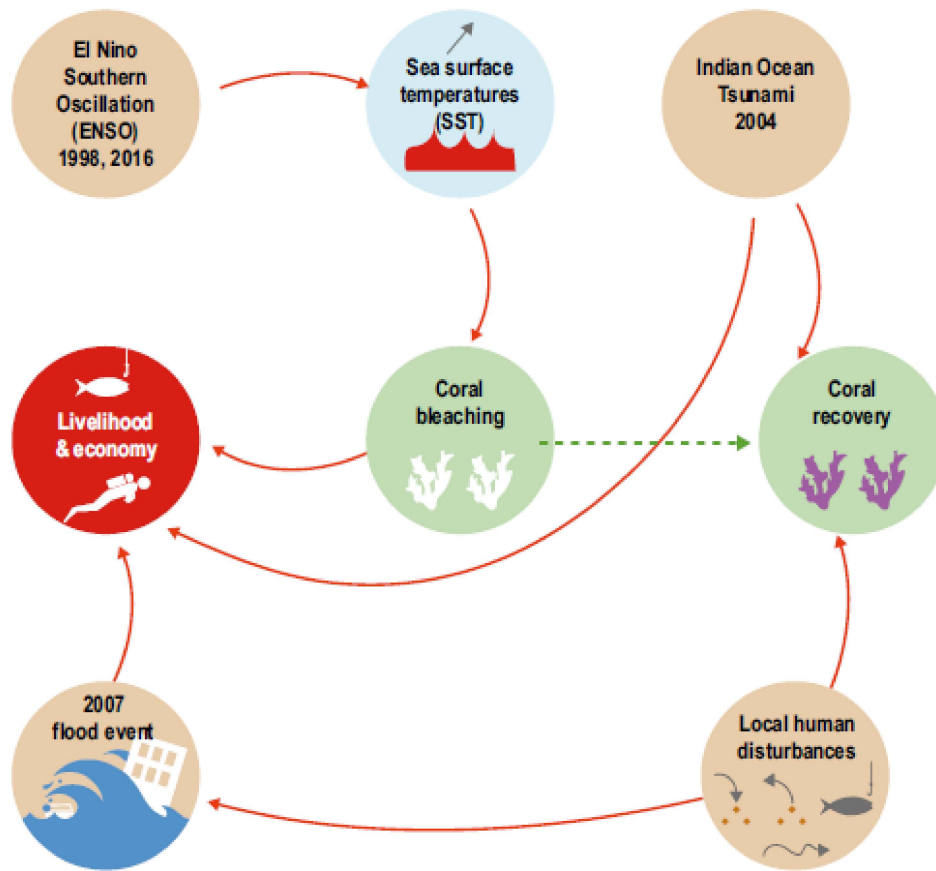 El Nino
Southern
Oscillation
(ENSO)
1998, 2016
Sea surface
temperatures
(SST)
Indian Ocean
Tsunami
2004
Livelihood
& economy
Coral
bleaching
Coral
recovery
2007
flood event
Local human
disturbances